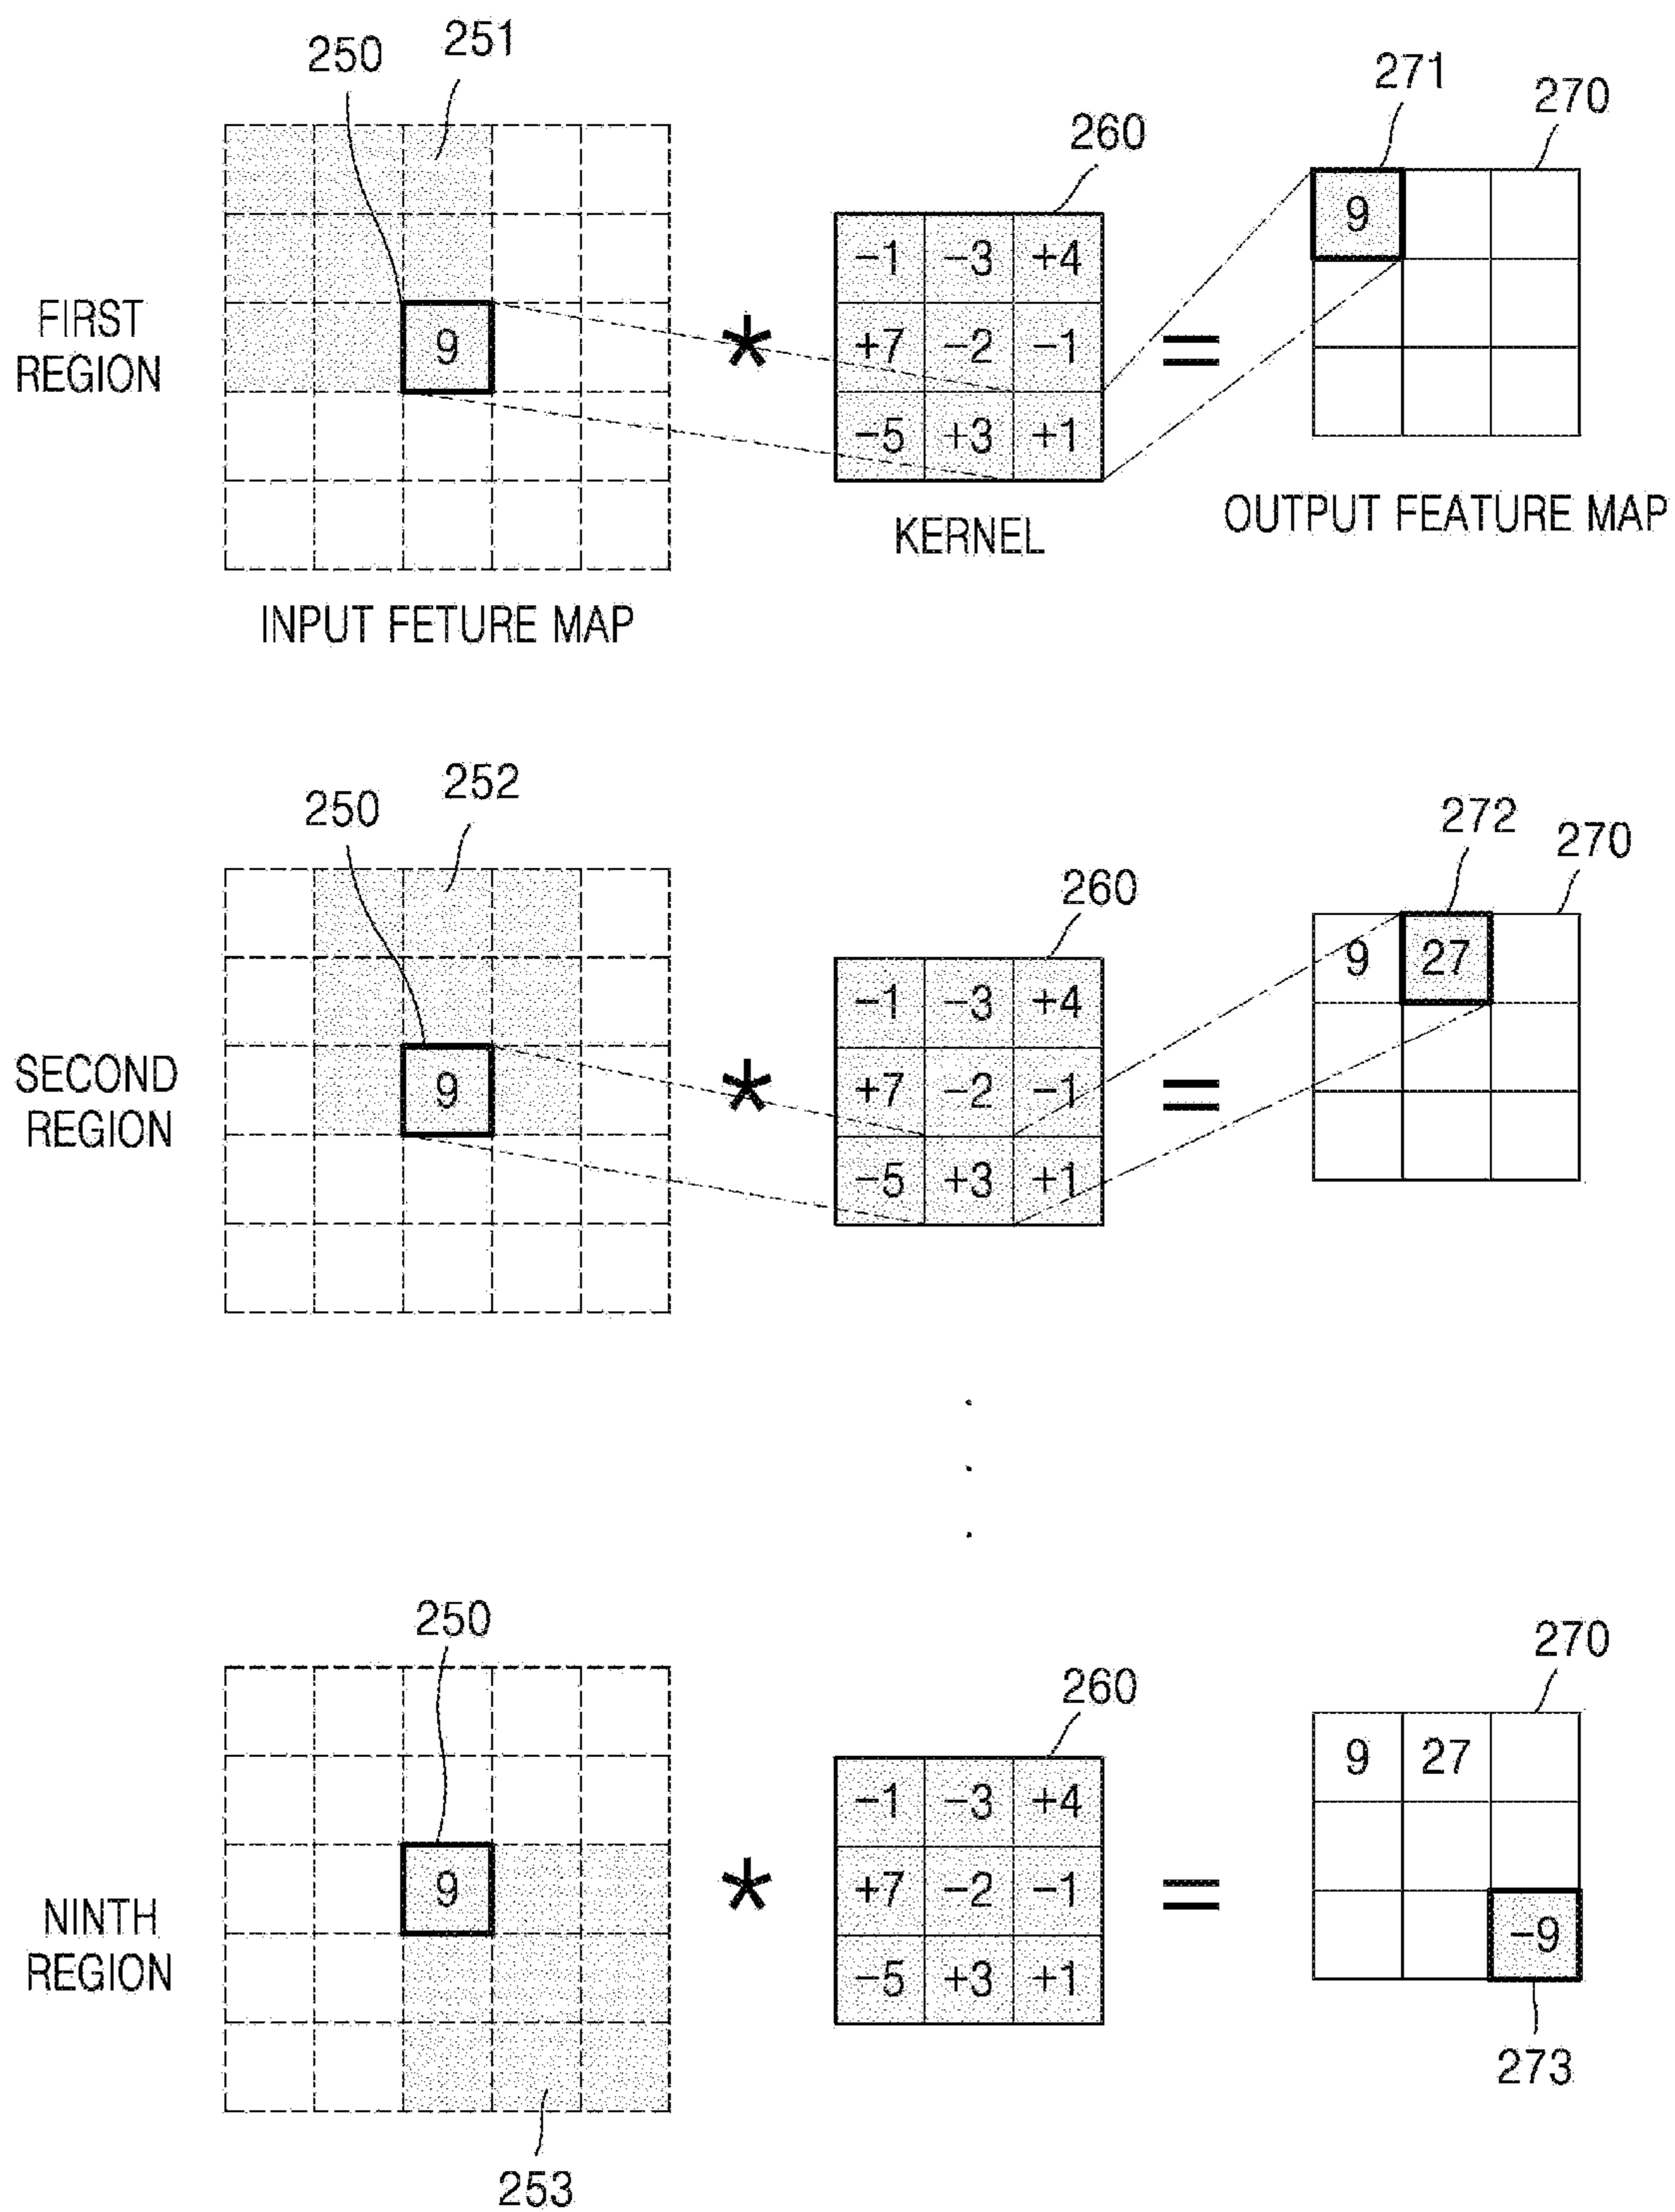 250 251 271 270
260
FIRST
REGION
9 * −1 −3 +4 = 9
+7 −2 −1
−5 +3 +1
KERNEL
OUTPUT FEATURE MAP
INPUT FETURE MAP
250 252 272 270
260
SECOND
REGION
9 * −1 −3 +4 = 9 27
+7 −2 −1
−5 +3 +1
.
.
.
250 270
260
NINTH
REGION
9 * −1 −3 +4 = 9 27
+7 −2 −1
−5 +3 +1 −9
273
253